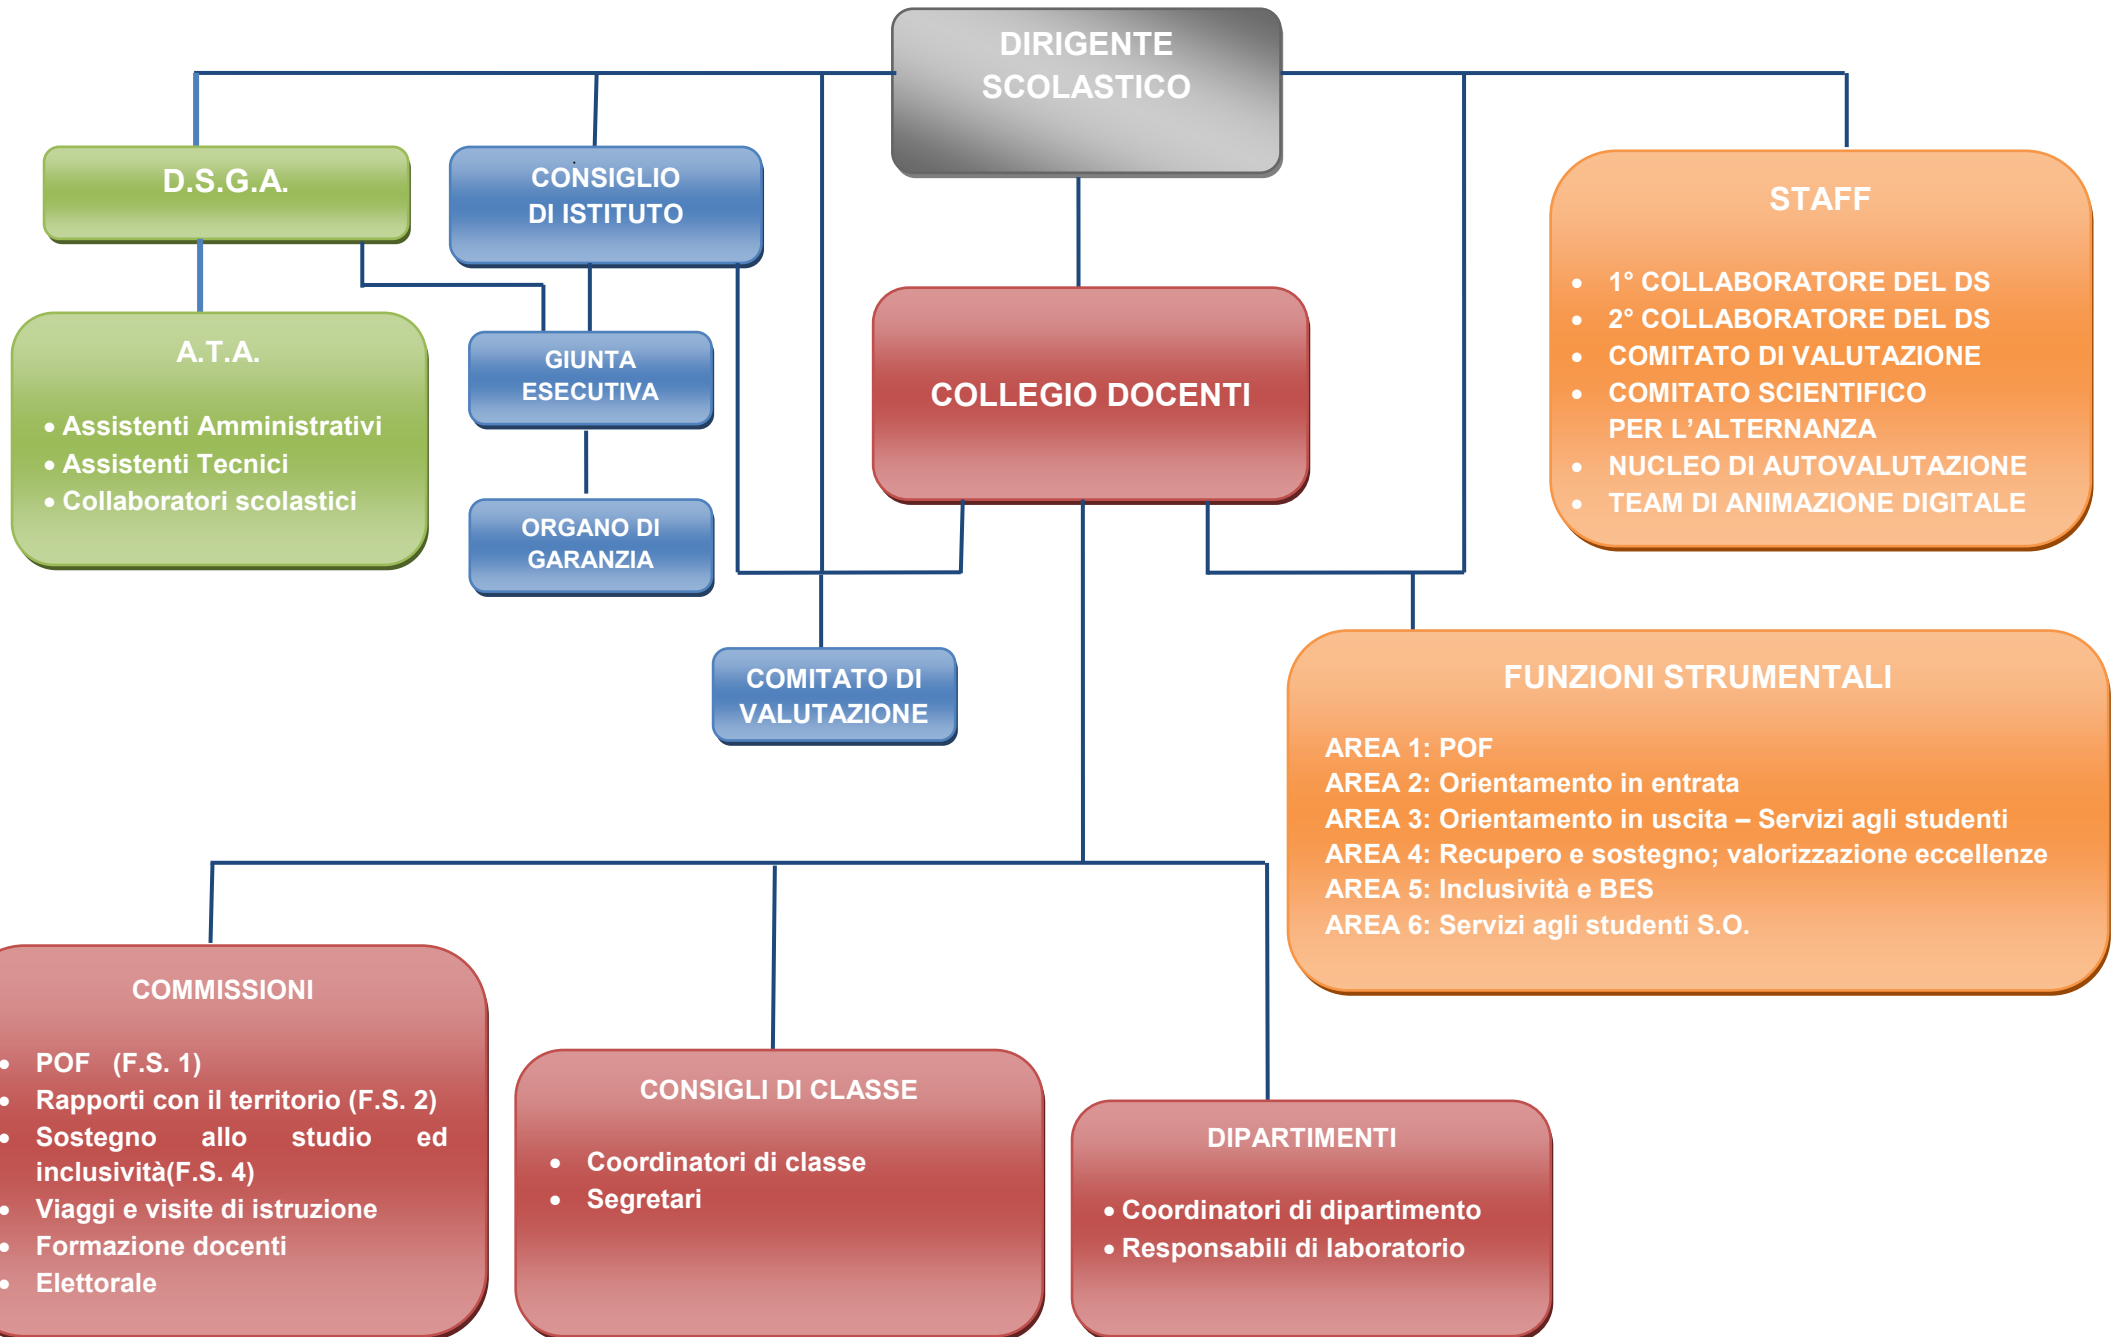 DIRIGENTE
SCOLASTICO
D.S.G.A.
CONSIGLIO
DI ISTITUTO
STAFF
• 1° COLLABORATORE DEL DS
• 2° COLLABORATORE DEL DS
• COMITATO DI VALUTAZIONE
• COMITATO SCIENTIFICO
PER L’ALTERNANZA
• NUCLEO DI AUTOVALUTAZIONE
• TEAM DI ANIMAZIONE DIGITALE
A.T.A.
• Assistenti Amministrativi
• Assistenti Tecnici
• Collaboratori scolastici
GIUNTA
ESECUTIVA
COLLEGIO DOCENTI
ORGANO DI
GARANZIA
COMITATO DI
VALUTAZIONE
FUNZIONI STRUMENTALI
AREA 1: POF
AREA 2: Orientamento in entrata
AREA 3: Orientamento in uscita – Servizi agli studenti
AREA 4: Recupero e sostegno; valorizzazione eccellenze
AREA 5: Inclusività e BES
AREA 6: Servizi agli studenti S.O.
COMMISSIONI
• POF (F.S. 1)
• Rapporti con il territorio (F.S. 2)
• Sostegno allo studio ed
inclusività(F.S. 4)
• Viaggi e visite di istruzione
• Formazione docenti
• Elettorale
CONSIGLI DI CLASSE
• Coordinatori di classe
• Segretari
DIPARTIMENTI
• Coordinatori di dipartimento
• Responsabili di laboratorio